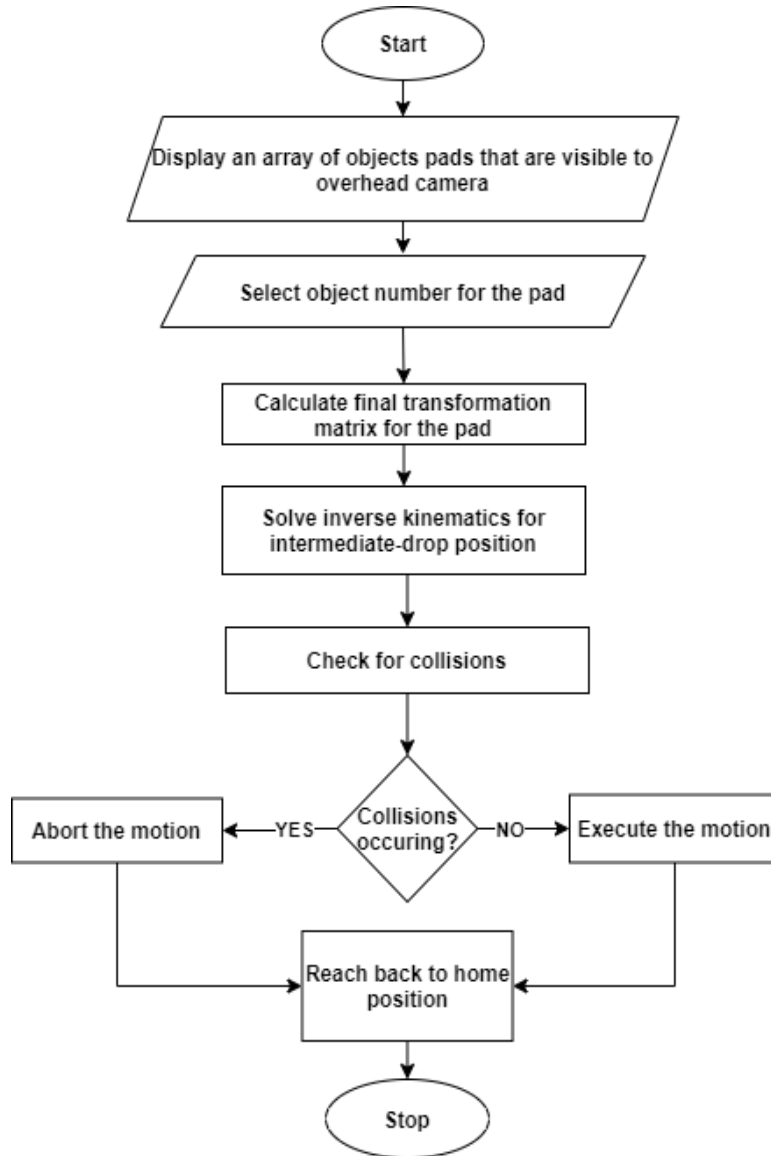 Start
Display an array of objects pads that are visible to
overhead camera
Select object number for the pad
Calculate final transformation
matrix for the pad
Solve inverse kinematics for
intermediate-drop position
Check for collisions
Collisions
occuring?
YES
NO
Abort the motion
Execute the motion
Reach back to home
position
Stop